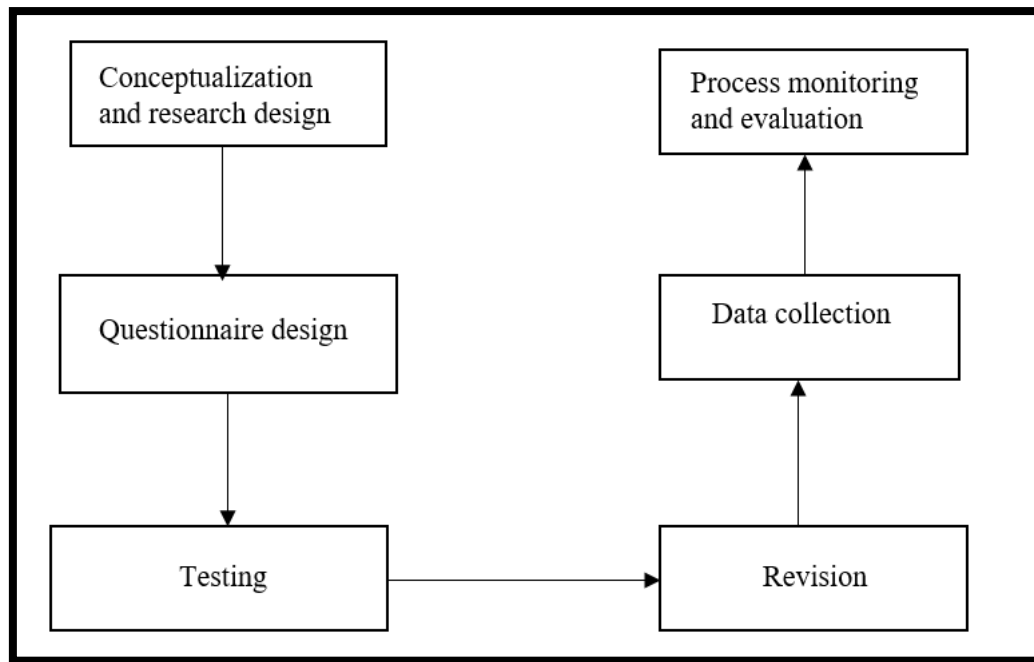 Conceptualization
and research design
Questionnaire design
Testing
Revision
Data collection
Process monitoring
and evaluation